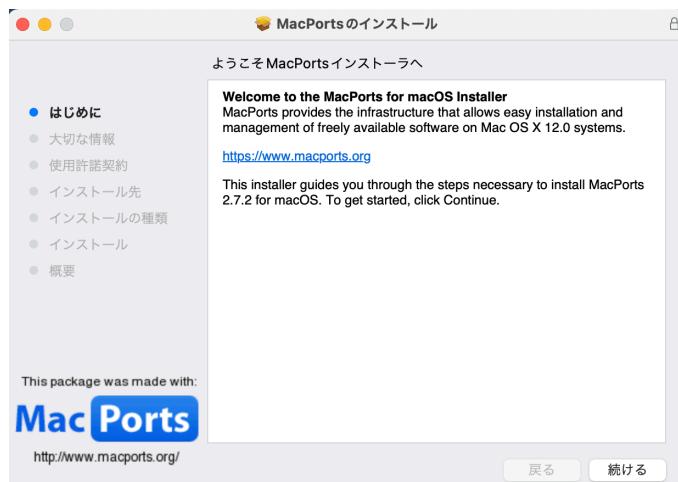 MacPortsのインストール
ようこそMacPortsインストーラへ
はじめに
大切な情報
使用許諾契約
インストール先
インストールの種類
インストール
概要
Welcome to the MacPorts for macOS Installer
MacPorts provides the infrastructure that allows easy installation and
management of freely available software on Mac OS X 12.0 systems.
https://www.macports.org
This installer guides you through the steps necessary to install MacPorts
2.7.2 for macOS. To get started, click Continue.
This package was made with:
MacPorts
http://www.macports.org/
戻る
続ける